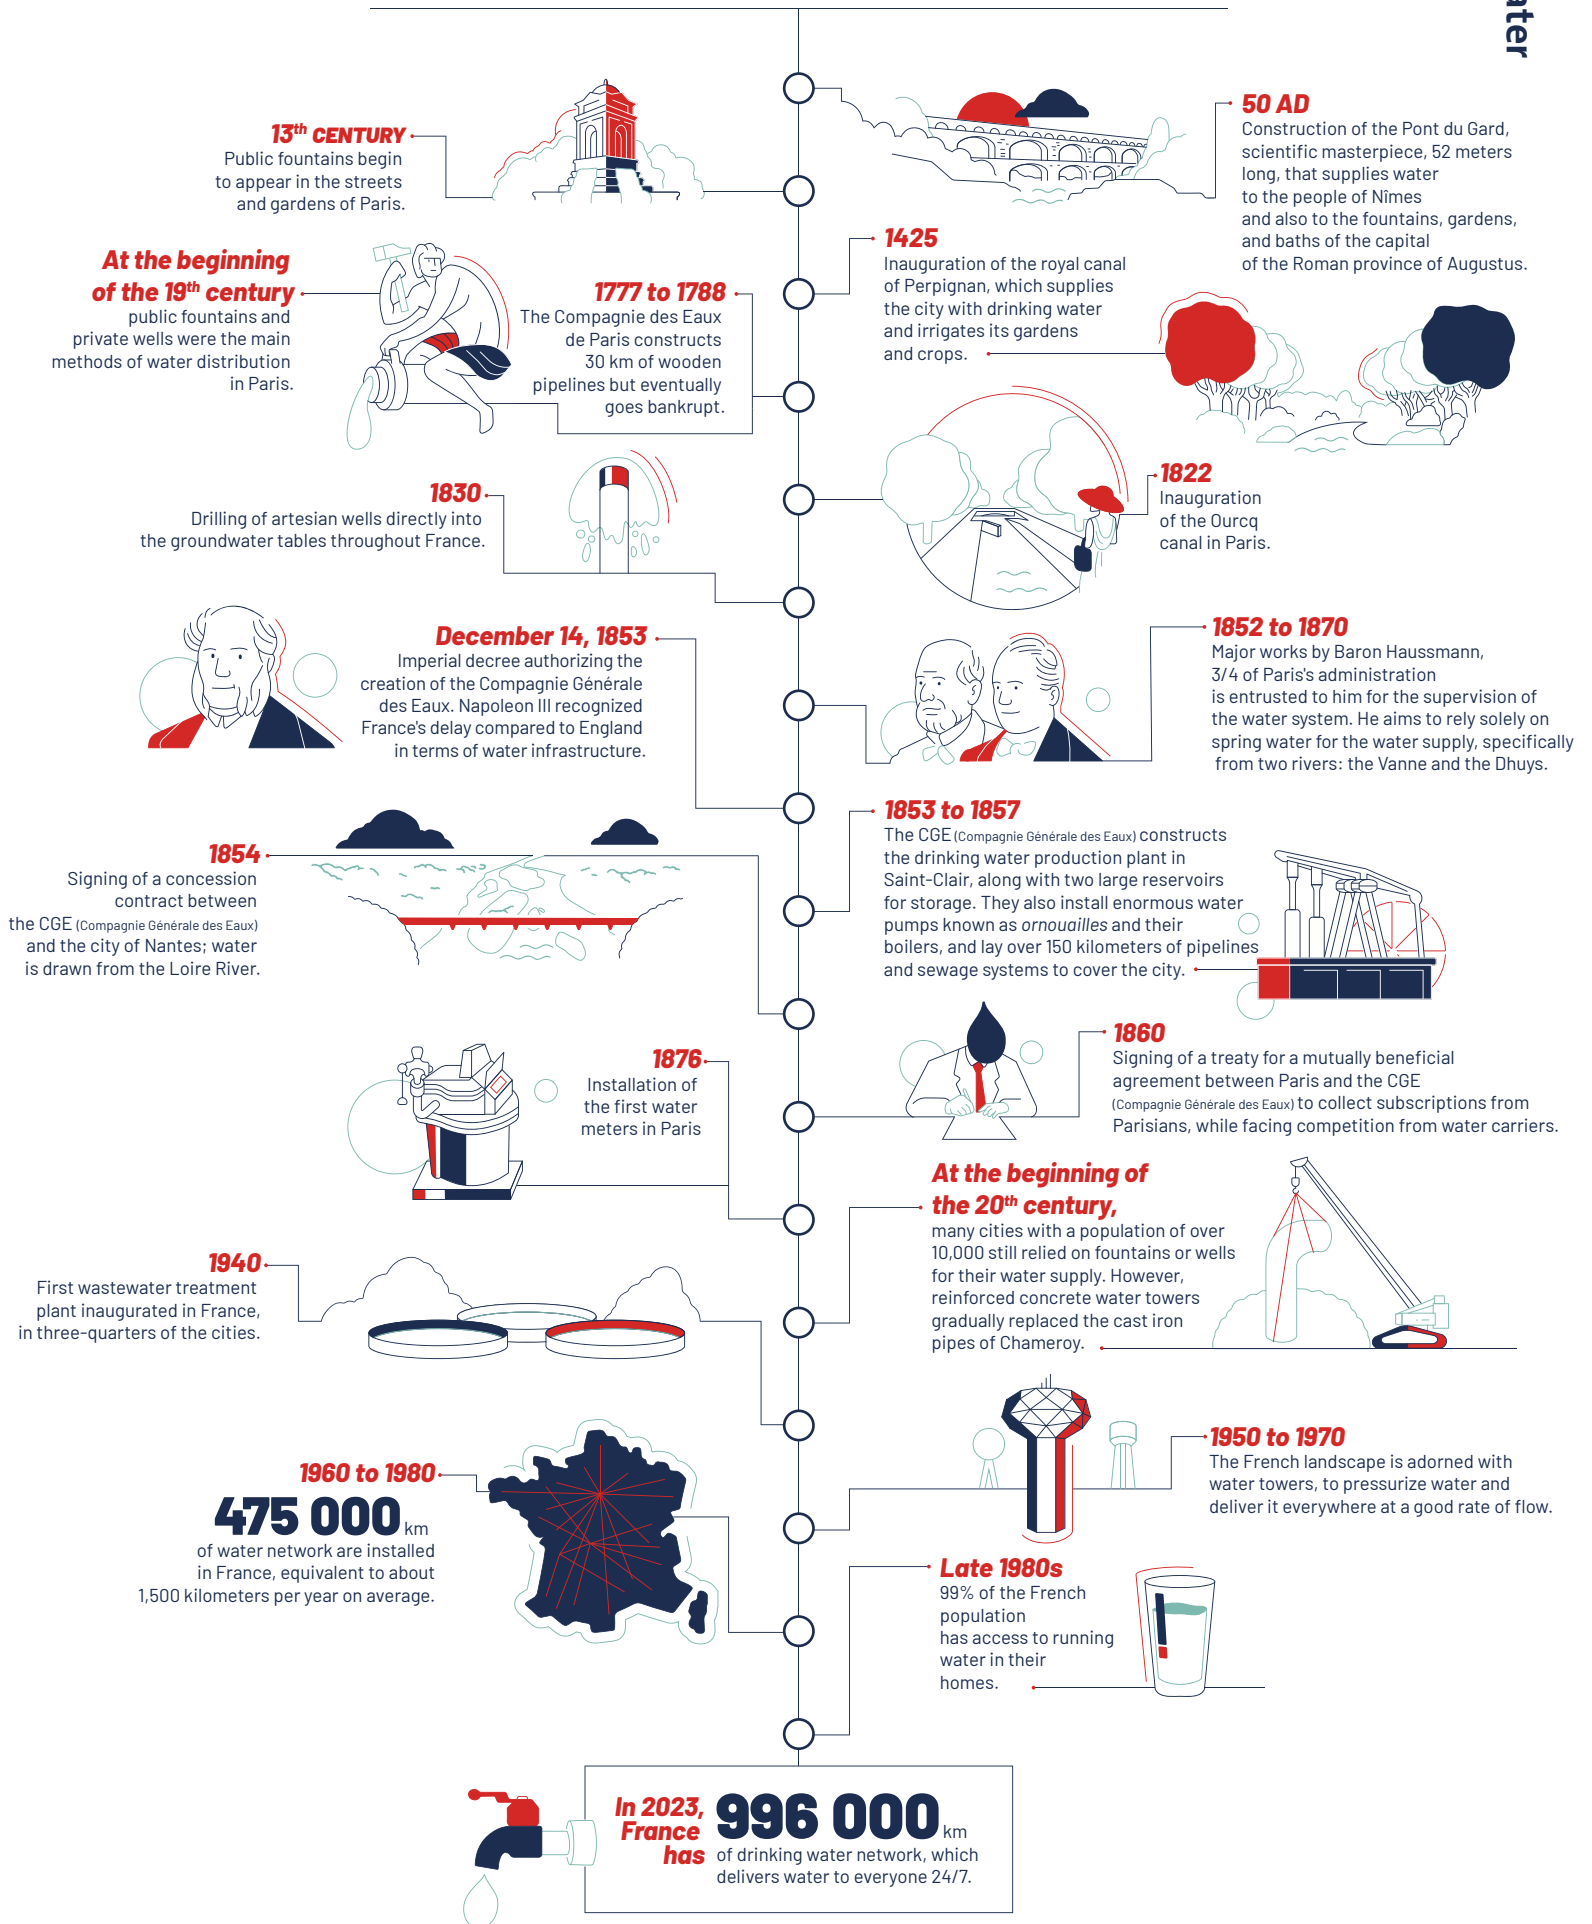 ater
50 AD
Construction of the Pont du Gard,
scientific masterpiece, 52 meters
long, that supplies water
to the people of Nîmes
and also to the fountains, gardens,
and baths of the capital
of the Roman province of Augustus.
13th CENTURY
Public fountains begin
to appear in the streets
and gardens of Paris.
1425
Inauguration of the royal canal
of Perpignan, which supplies
the city with drinking water
and irrigates its gardens
and crops.
At the beginning
of the 19th century
public fountains and
private wells were the main
methods of water distribution
in Paris.
1777 to 1788
The Compagnie des Eaux
de Paris constructs
30 km of wooden
pipelines but eventually
goes bankrupt.
1822
Inauguration
of the Ourcq
canal in Paris.
1830
Drilling of artesian wells directly into
the groundwater tables throughout France.
1852 to 1870
Major works by Baron Haussmann,
3/4 of Paris's administration
is entrusted to him for the supervision of
the water system. He aims to rely solely on
spring water for the water supply, specifically
from two rivers: the Vanne and the Dhuys.
December 14, 1853
Imperial decree authorizing the
creation of the Compagnie Générale
des Eaux. Napoleon III recognized
France's delay compared to England
in terms of water infrastructure.
1853 to 1857
The CGE (Compagnie Générale des Eaux) constructs
the drinking water production plant in
Saint-Clair, along with two large reservoirs
for storage. They also install enormous water
pumps known as ornouailles and their
boilers, and lay over 150 kilometers of pipelines
and sewage systems to cover the city.
1854
Signing of a concession
contract between
the CGE (Compagnie Générale des Eaux)
and the city of Nantes; water
is drawn from the Loire River.
1860
Signing of a treaty for a mutually beneficial
agreement between Paris and the CGE
(Compagnie Générale des Eaux) to collect subscriptions from
Parisians, while facing competition from water carriers.
1876
Installation of
the first water
meters in Paris
At the beginning of
the 20th century,
many cities with a population of over
10,000 still relied on fountains or wells
for their water supply. However,
reinforced concrete water towers
gradually replaced the cast iron
pipes of Chameroy.
1940
First wastewater treatment
plant inaugurated in France,
in three-quarters of the cities.
1950 to 1970
The French landscape is adorned with
water towers, to pressurize water and
deliver it everywhere at a good rate of flow.
1960 to 1980
475 000 km
of water network are installed
in France, equivalent to about
1,500 kilometers per year on average.
Late 1980s
99% of the French
population
has access to running
water in their
homes.
In 2023,
France
has
996 000 km
of drinking water network, which
delivers water to everyone 24/7.